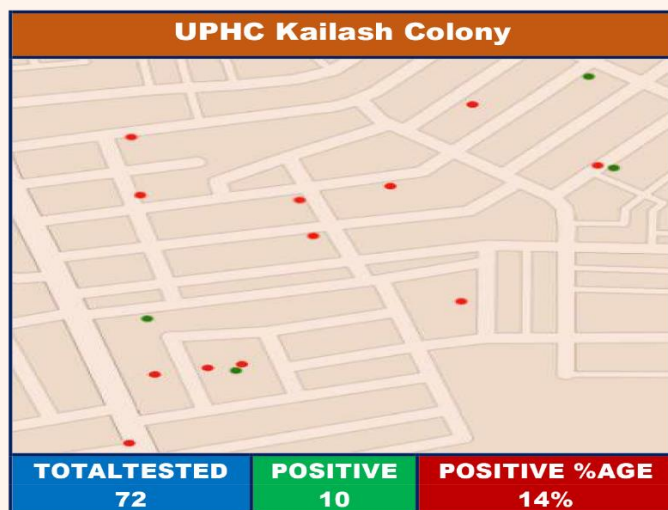 UPHC Kailash Colony
TOTALTESTED
72
POSITIVE
10
POSITIVE %AGE
14%